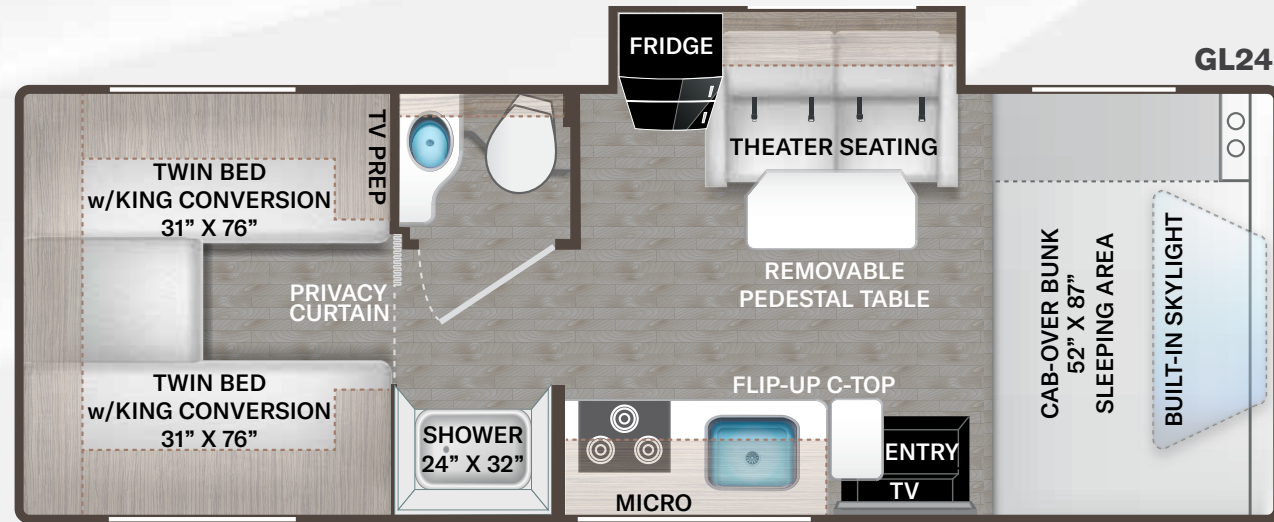 GL24
FRIDGE
THEATER SEATING
TV PREP
TWIN BED
w/KING CONVERSION
31” X 76”
REMOVABLE
PEDESTAL TABLE
PRIVACY
CURTAIN
CAB-OVER BUNK
52” X 87”
SLEEPING AREA
BUILT-IN SKYLIGHT
TWIN BED
w/KING CONVERSION
31” X 76”
FLIP-UP C-TOP
SHOWER
24” X 32”
ENTRY
TV
MICRO